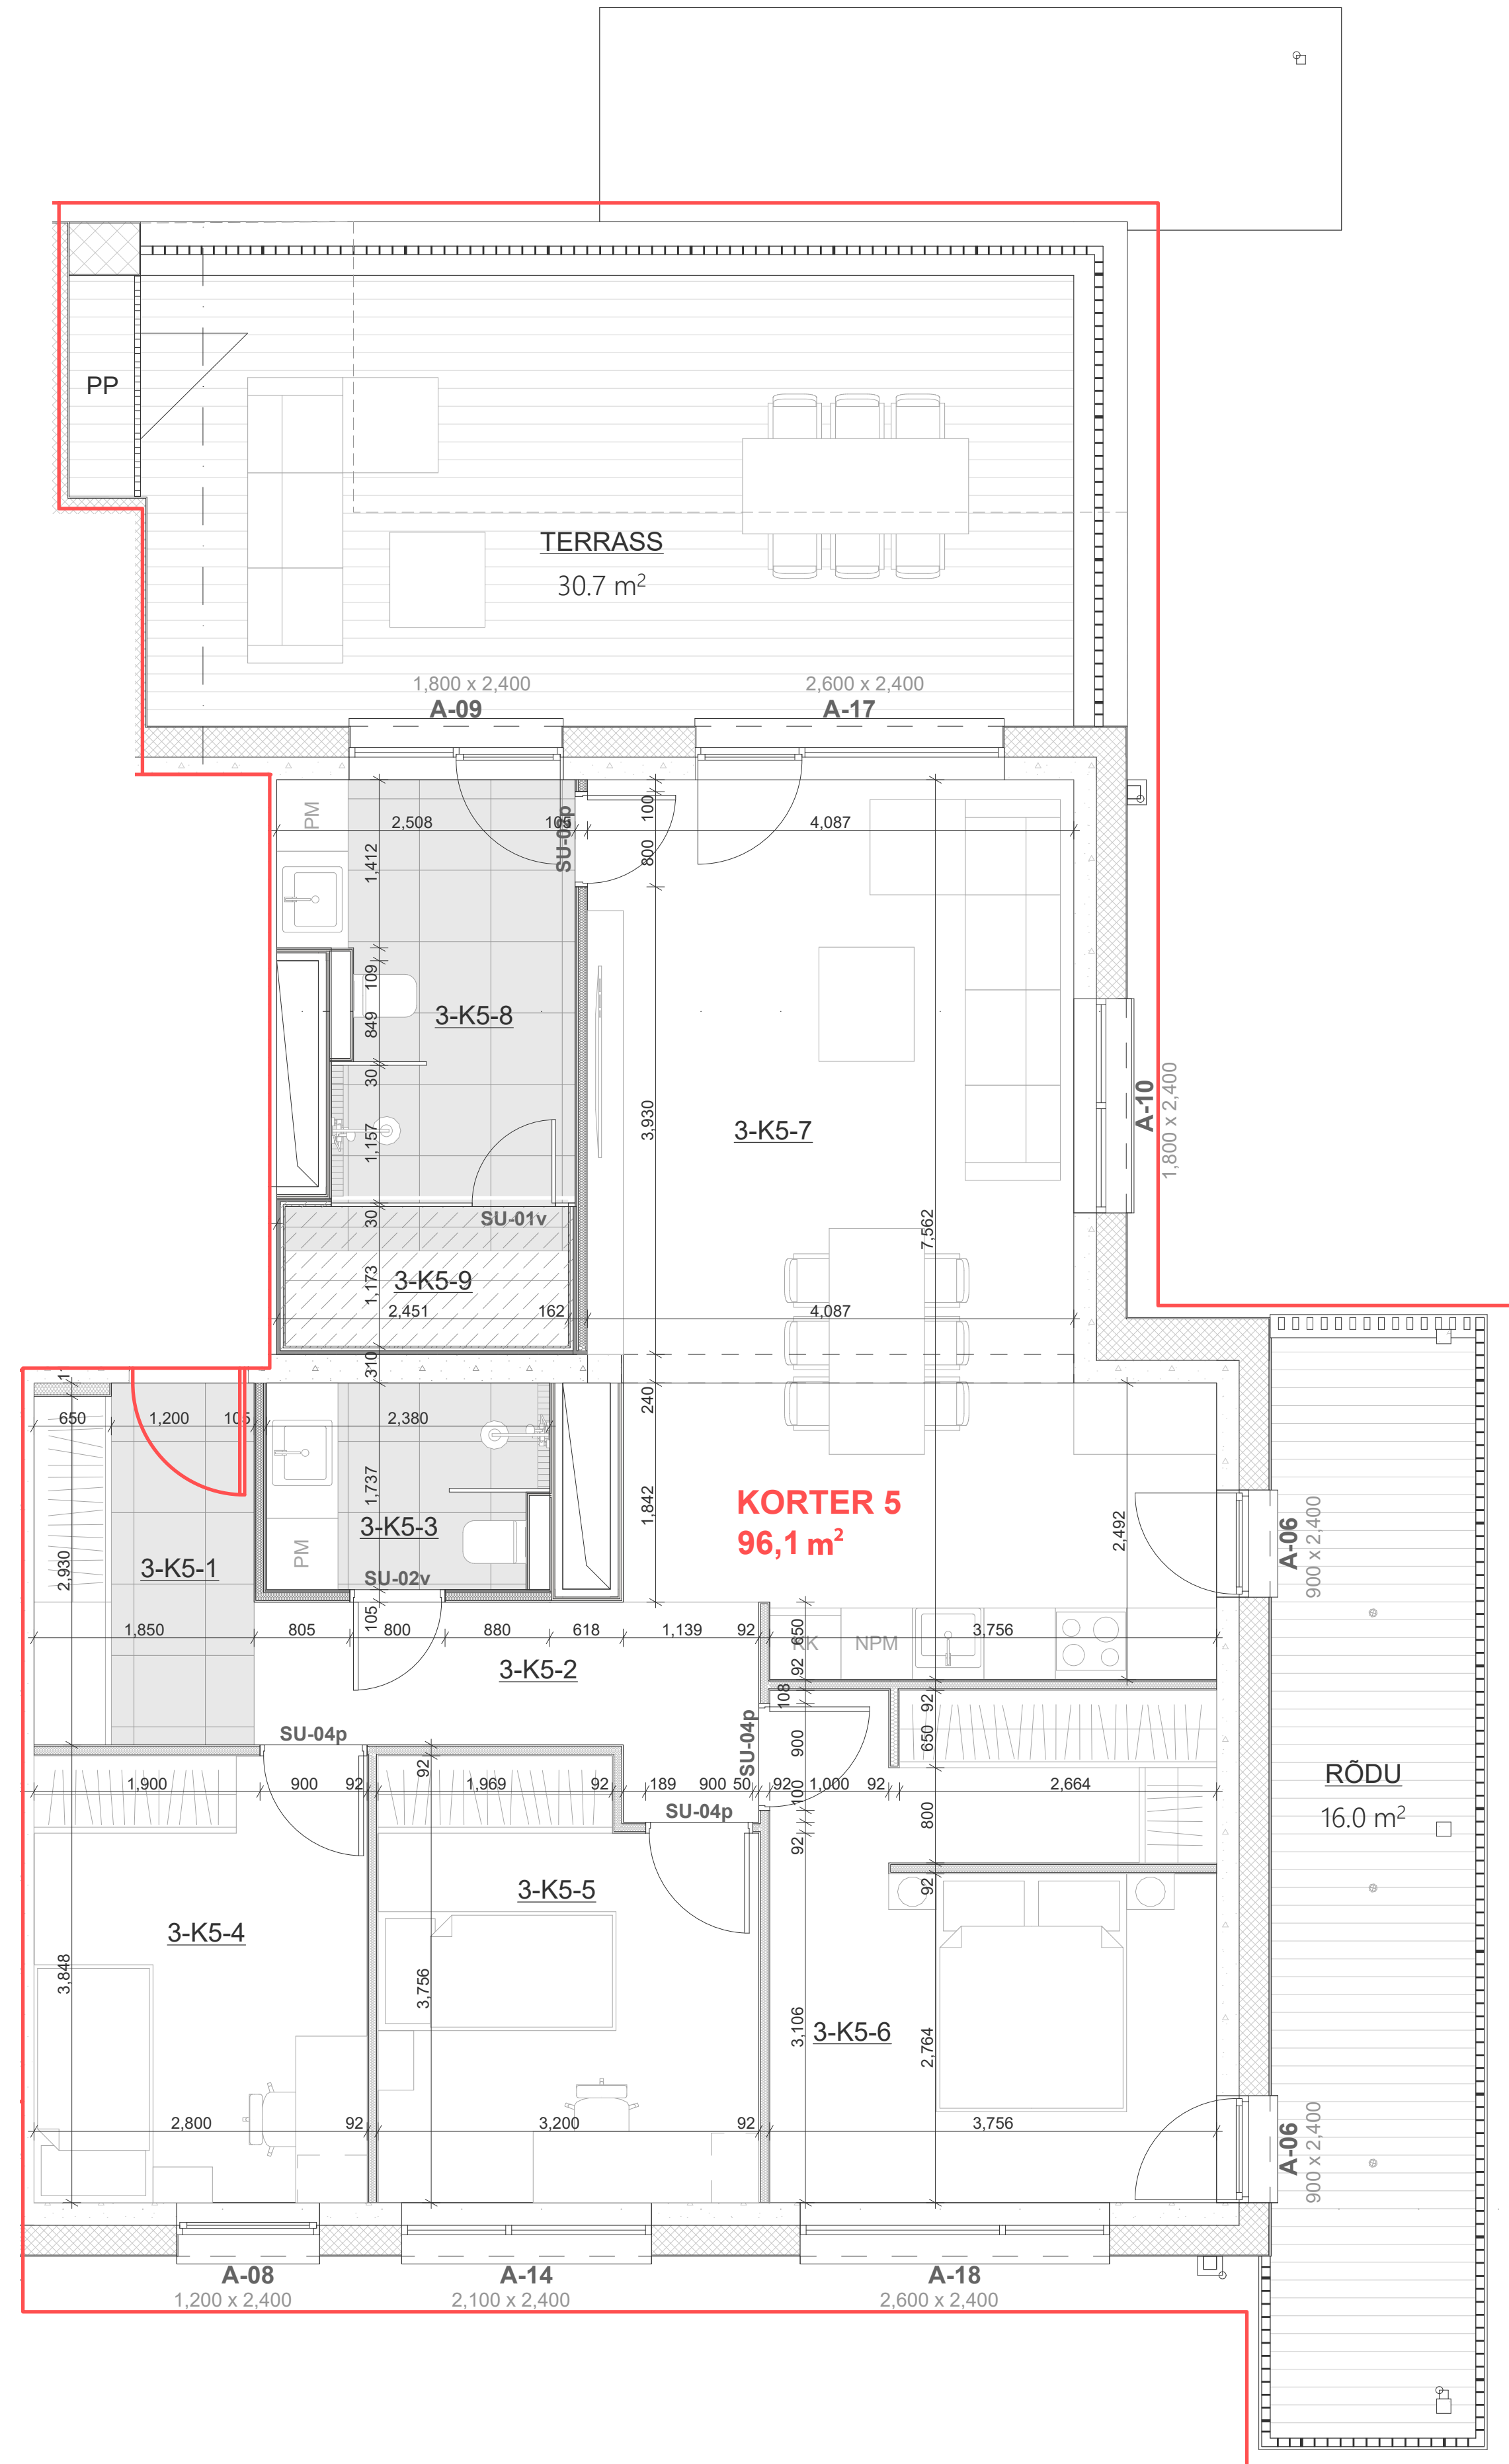 PP
TERRASS
30.7 m²
1,800 x 2,400
A-09
2,600 x 2,400
A-17
PM
2,508
105
SU-04p
100
800
4,087
1,412
109
849
3-K5-8
30
1,157
3,930
3-K5-7
7,562
A-10
1,800 x 2,400
30
SU-01v
1,173
3-K5-9
2,451
162
4,087
310
240
650
1,200
105
2,380
1,737
1,842
2,492
KORTER 5
96,1 m²
PM
3-K5-3
2,930
3-K5-1
SU-02v
105
A-06
900 x 2,400
1,850
805
800
880
618
1,139
92
650
KK
NPM
3,756
3-K5-2
92
108
SU-04p
SU-04p
900
92
650
1,900
900
92
92
1,969
92
189
900
50
92
1,000
92
2,664
SU-04p
100
92
800
92
RÕDU
16.0 m²
3-K5-5
3-K5-4
3,848
3,756
3,106
3-K5-6
2,764
2,800
92
3,200
92
3,756
A-06
900 x 2,400
A-08
1,200 x 2,400
A-14
2,100 x 2,400
A-18
2,600 x 2,400